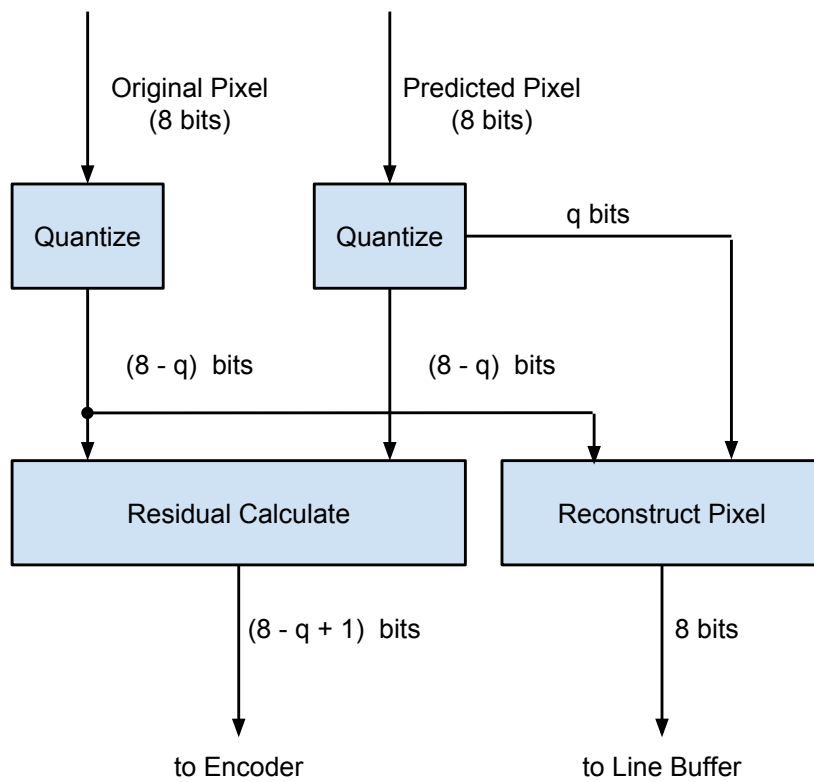 Original Pixel
(8 bits)
Predicted Pixel
(8 bits)
Quantize
Quantize
q bits
(8 - q) bits
(8 - q) bits
Residual Calculate
Reconstruct Pixel
(8 - q + 1) bits
8 bits
to Encoder
to Line Buffer